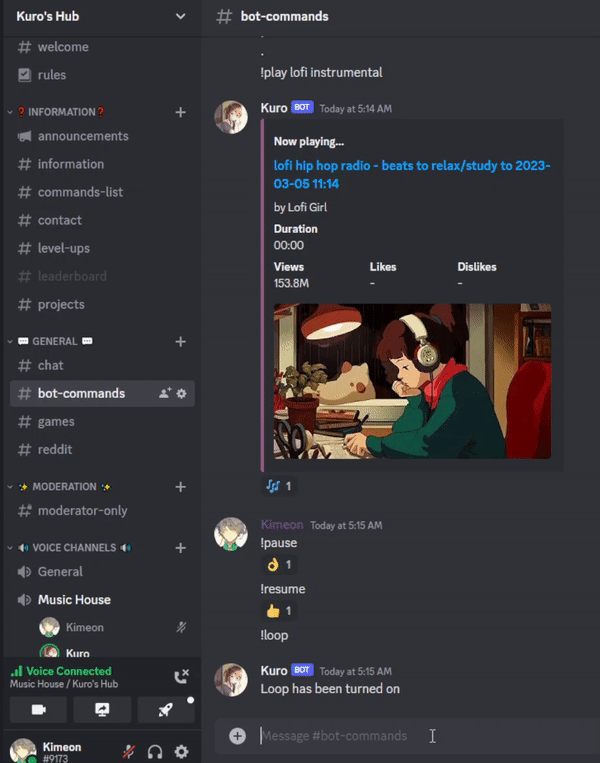 Kuro's Hub
welcome
rules
❓ INFORMATION❓
announcements
information
commands-list
contact
level-ups
leaderboard
projects
💬 GENERAL 💬
chat
bot-commands
games
reddit
✨ MODERATION ✨
moderator-only
🔊 VOICE CHANNELS 🔊
General
Music House
Kimeon
Kuro
Voice Connected
Music House / Kuro's Hub
Kimeon
#9173
bot-commands
.
!play lofi instrumental
Kuro BOT Today at 5:14 AM
Now playing...
lofi hip hop radio - beats to relax/study to 2023-
03-05 11:14
by Lofi Girl
Duration
00:00
Views Likes Dislikes
153.8M - -
🎶 1
Kimeon Today at 5:15 AM
!pause
👌 1
!resume
👍 1
!loop
Kuro BOT Today at 5:15 AM
Loop has been turned on
Message #bot-commands